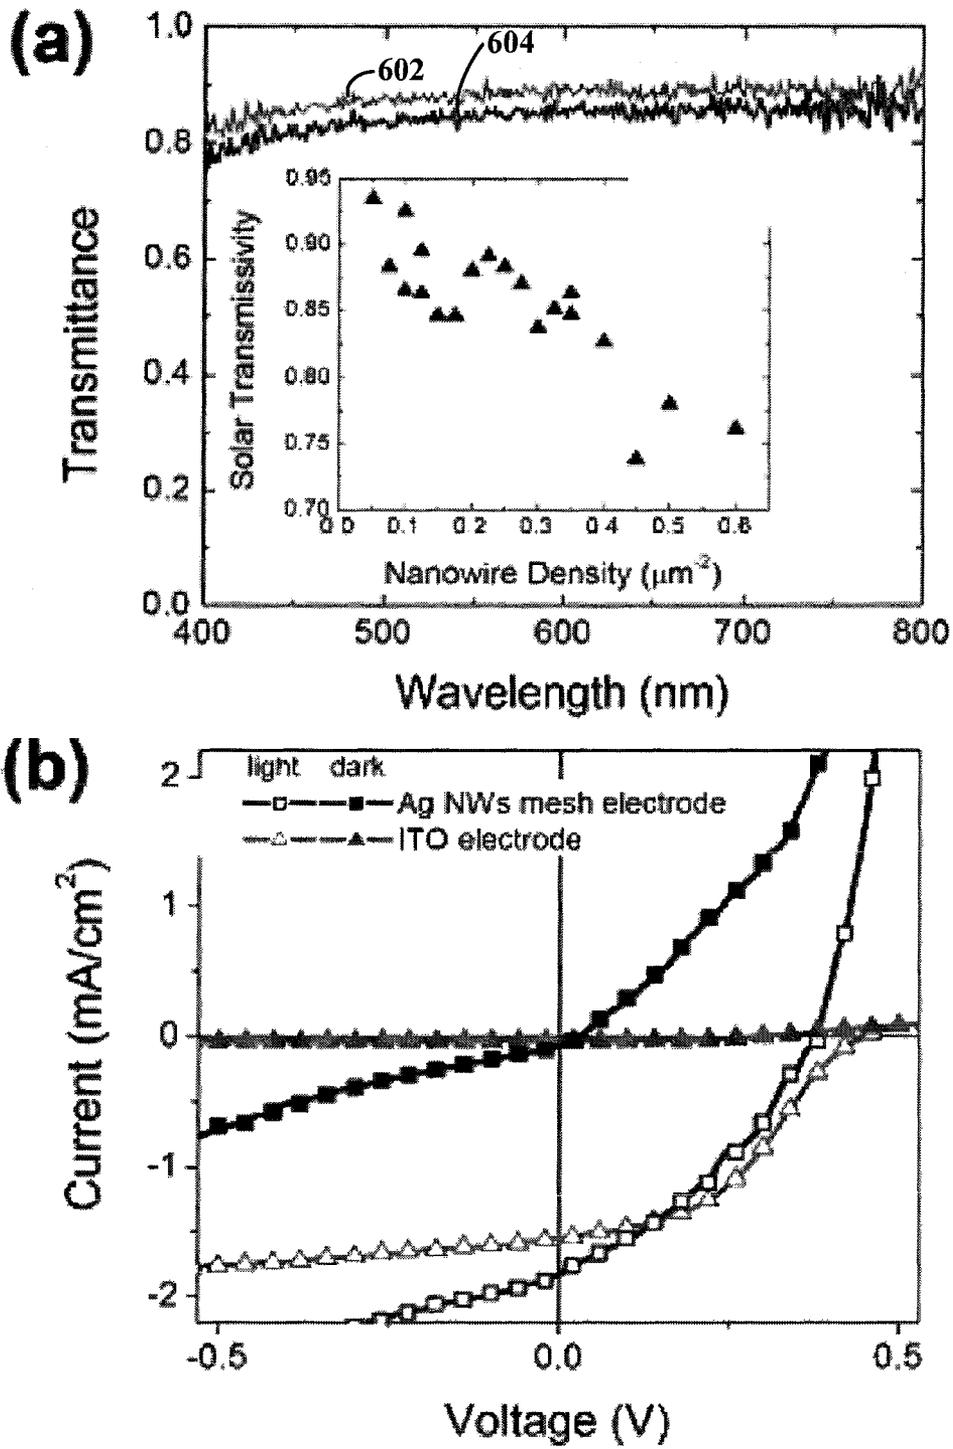 (a)
1.0
0.8
0.6
0.4
0.2
0.0
Transmittance
602
604
0.95
0.90
0.85
0.80
0.75
0.70
Solar Transmissivity
0.0 0.1 0.2 0.3 0.4 0.5 0.6
Nanowire Density (μm⁻²)
400 500 600 700 800
Wavelength (nm)
(b)
light dark
Ag NWs mesh electrode
ITO electrode
2
1
0
-1
-2
Current (mA/cm²)
-0.5 0.0 0.5
Voltage (V)